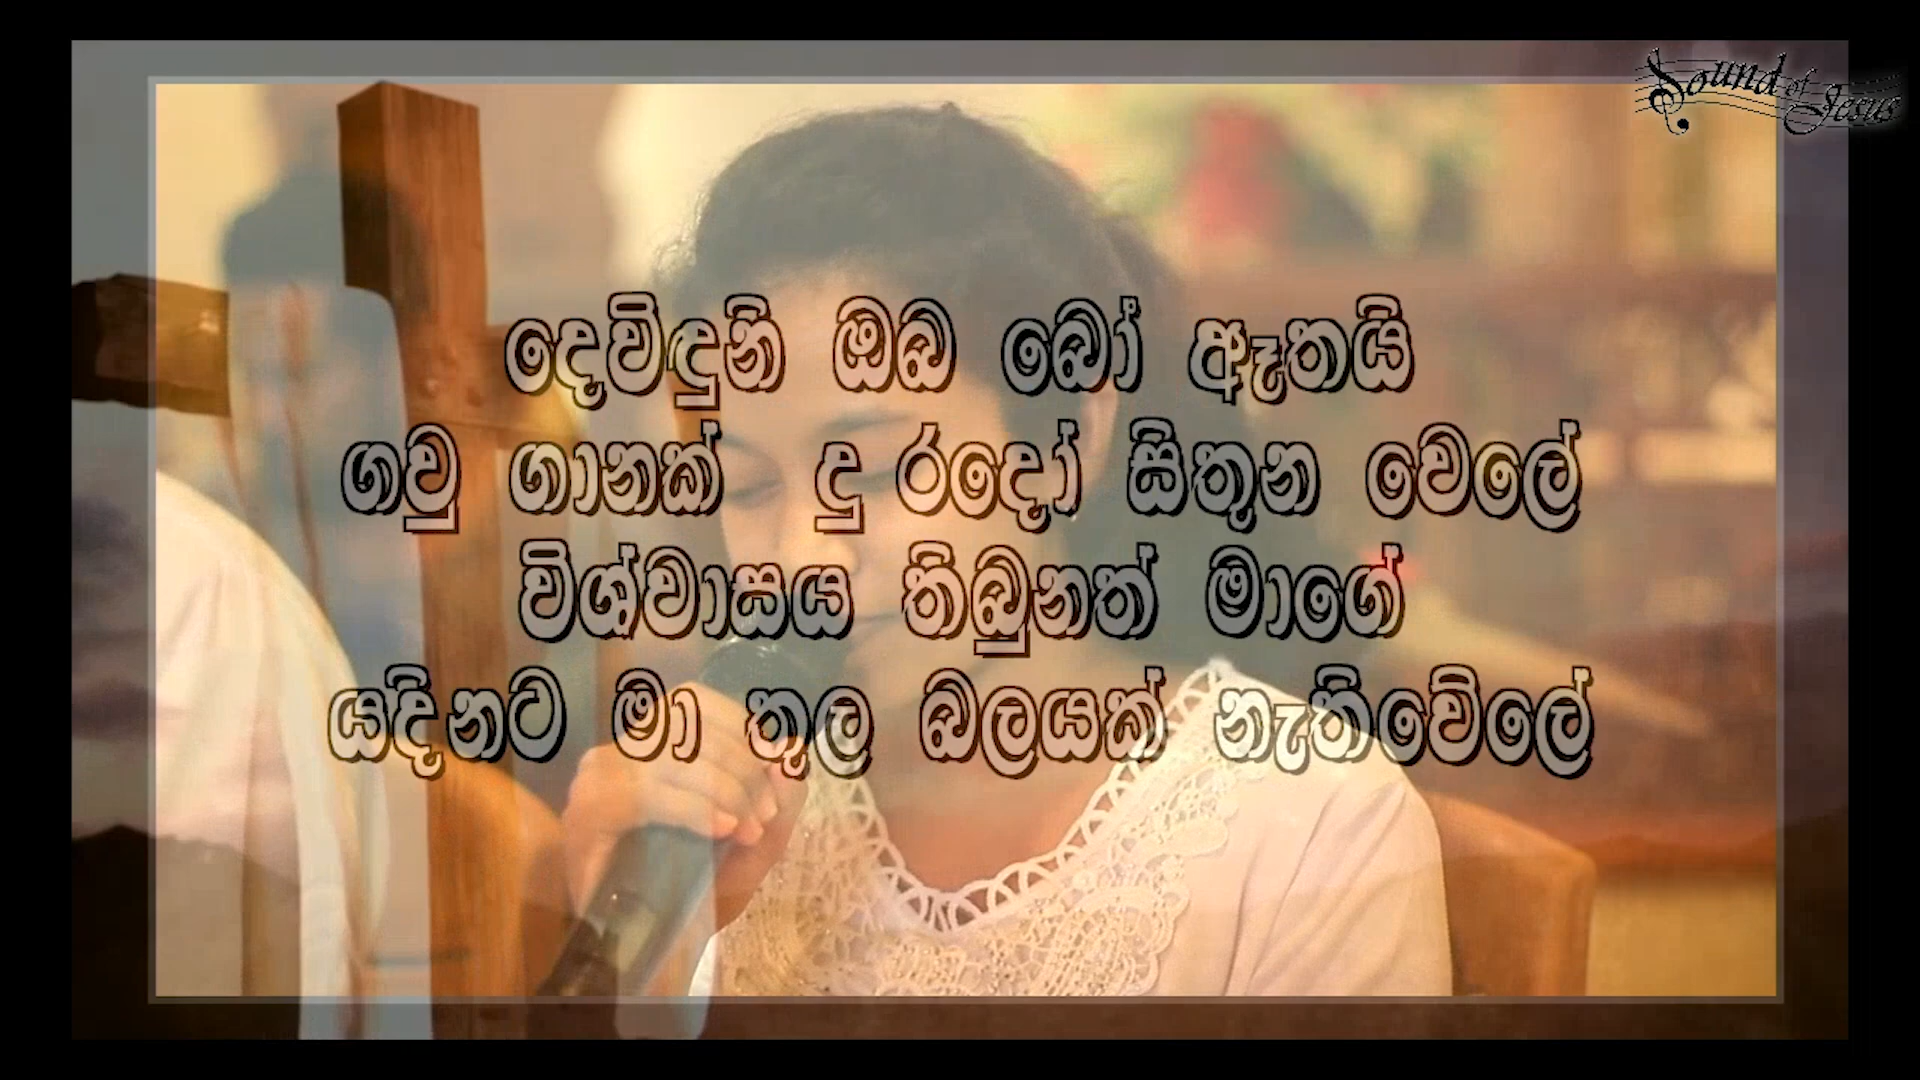 Sound of Jesus
දෙවිඳුනි ඔබ බෝ ඈතයි
ගව් ගානක් දුරදෝ සිතුන වෙලේ
විශ්වාසය තිබුනත් මාගේ
යදිනට මා තුල බලයක් නැතිවේලේ